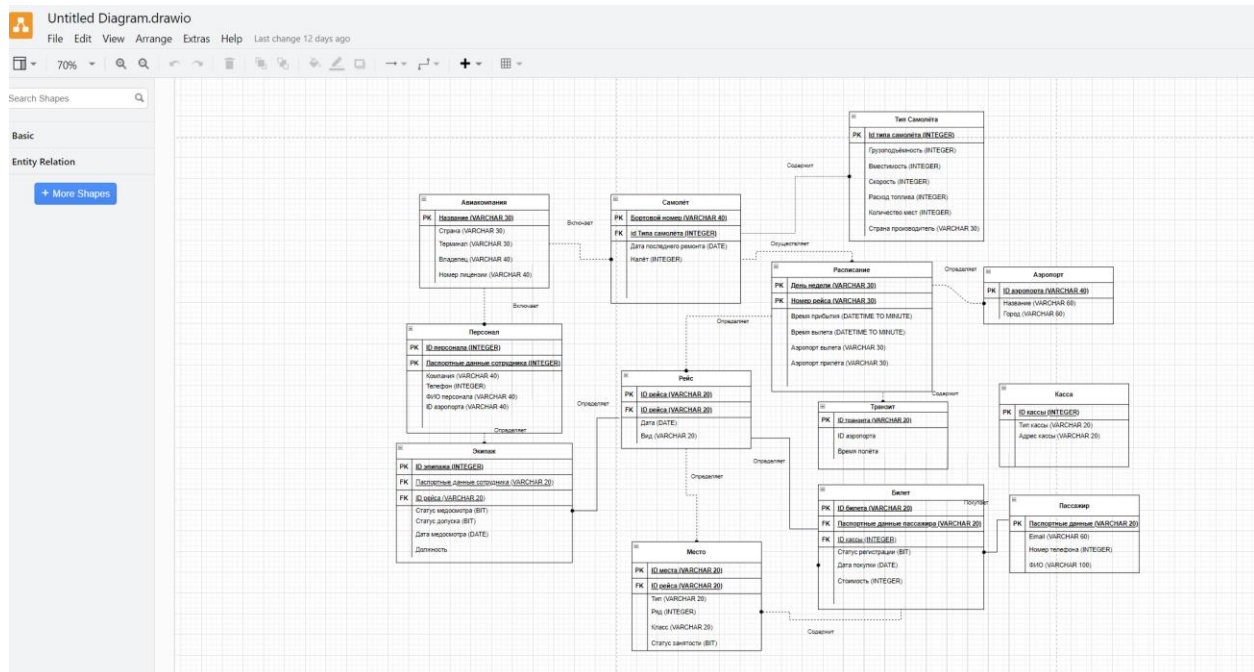 Untitled Diagram.drawio
File Edit View Arrange Extras Help Last change 12 days ago
70%
Search Shapes
Basic
Entity Relation
+ More Shapes
Тип Самолёта
PK Id типа самолёта (INTEGER)
Грузоподъёмность (INTEGER)
Вместимость (INTEGER)
Скорость (INTEGER)
Расход топлива (INTEGER)
Количество мест (INTEGER)
Страна производитель (VARCHAR 30)
Содержит
Авиакомпания
PK Название (VARCHAR 30)
Страна (VARCHAR 30)
Терминал (VARCHAR 30)
Владелец (VARCHAR 40)
Номер лицензии (VARCHAR 40)
Включает
Самолёт
PK Бортовой номер (VARCHAR 40)
FK id Типа самолёта (INTEGER)
Дата последнего ремонта (DATE)
Налёт (INTEGER)
Осуществляет
Расписание
PK День недели (VARCHAR 30)
PK Номер рейса (VARCHAR 30)
Время прибытия (DATETIME TO MINUTE)
Время вылета (DATETIME TO MINUTE)
Аэропорт вылета (VARCHAR 30)
Аэропорт прилёта (VARCHAR 30)
Определяет
Аэропорт
PK ID аэропорта (VARCHAR 40)
Название (VARCHAR 60)
Город (VARCHAR 60)
Включает
Определяет
Персонал
PK ID персонала (INTEGER)
PK Паспортные данные сотрудника (INTEGER)
Компания (VARCHAR 40)
Телефон (INTEGER)
ФИО персонала (VARCHAR 40)
ID аэропорта (VARCHAR 40)
Определяет
Рейс
PK ID рейса (VARCHAR 20)
FK ID рейса (VARCHAR 20)
Дата (DATE)
Вид (VARCHAR 20)
Определяет
Содержит
Транзит
PK ID транзита (VARCHAR 20)
ID аэропорта
Время полёта
Касса
PK ID кассы (INTEGER)
Тип кассы (VARCHAR 20)
Адрес кассы (VARCHAR 20)
Экипаж
PK ID экипажа (INTEGER)
FK Паспортные данные сотрудника (VARCHAR 20)
FK ID рейса (VARCHAR 20)
Статус медосмотра (BIT)
Статус допуска (BIT)
Дата медосмотра (DATE)
Должность
Определяет
Определяет
Билет
PK ID билета (VARCHAR 20)
FK Паспортные данные пассажира (VARCHAR 20)
FK ID кассы (INTEGER)
Статус регистрации (BIT)
Дата покупки (DATE)
Стоимость (INTEGER)
Покупает
Пассажир
PK Паспортные данные (VARCHAR 20)
Email (VARCHAR 60)
Номер телефона (INTEGER)
ФИО (VARCHAR 100)
Место
PK ID места (VARCHAR 20)
FK ID рейса (VARCHAR 20)
Тип (VARCHAR 20)
Ряд (INTEGER)
Класс (VARCHAR 20)
Статус занятости (BIT)
Содержит